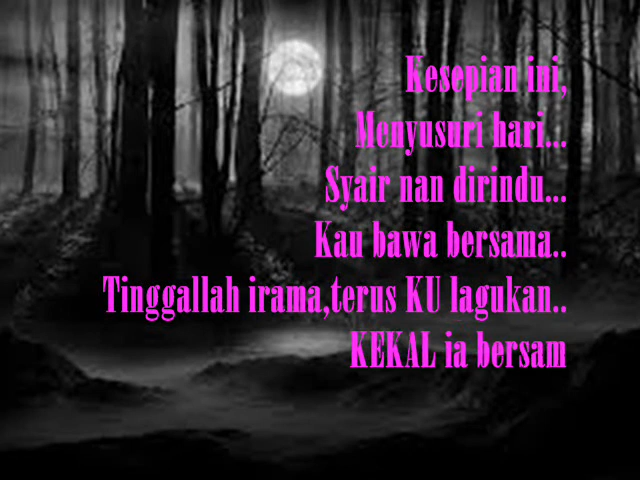 Kesepian ini,
Menyusuri hari...
Syair nan dirindu...
Kau bawa bersama..
Tinggallah irama,terus KU lagukan..
KEKAL ia bersam